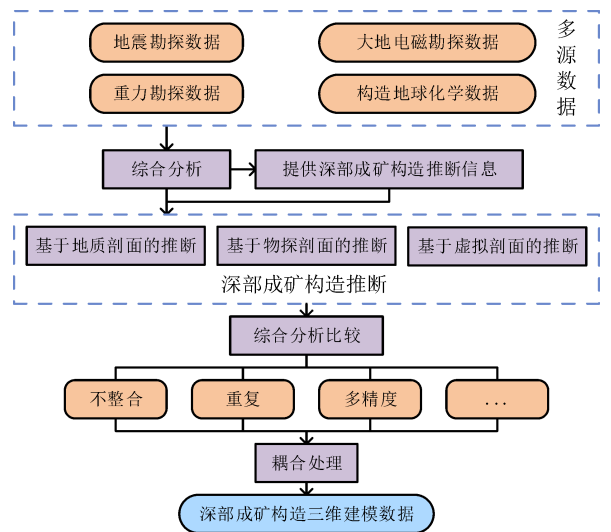 地震勘探数据
大地电磁勘探数据
重力勘探数据
构造地球化学数据
多源数据
综合分析
提供深部成矿构造推断信息
基于地质剖面的推断
基于物探剖面的推断
基于虚拟剖面的推断
深部成矿构造推断
综合分析比较
不整合
重复
多精度
...
耦合处理
深部成矿构造三维建模数据